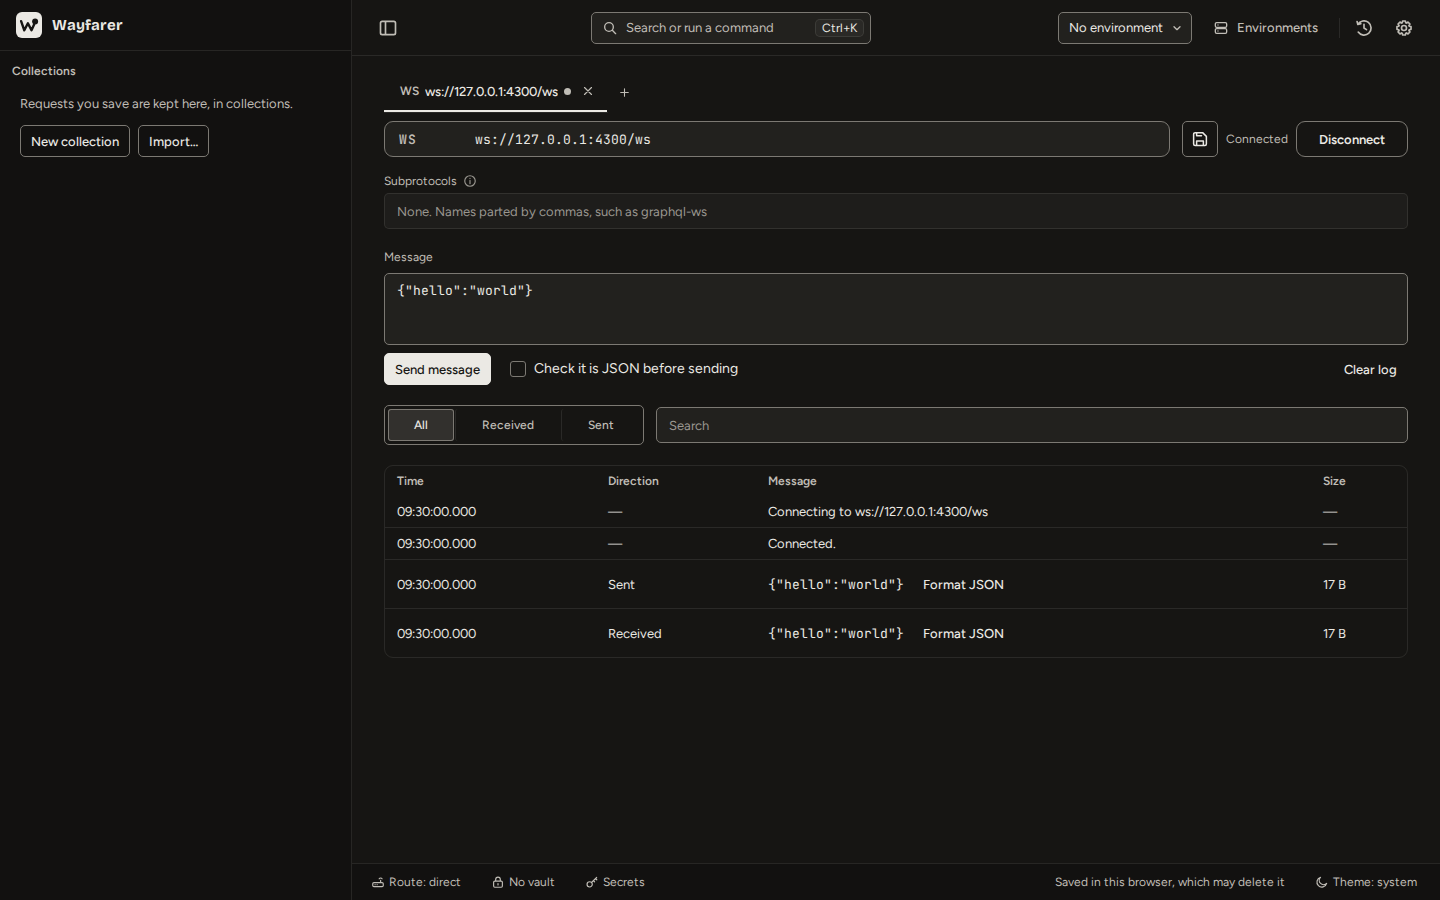 Wayfarer
Search or run a command Ctrl+K
No environment
Environments
Collections
Requests you save are kept here, in collections.
New collection
Import...
WS ws://127.0.0.1:4300/ws
WS ws://127.0.0.1:4300/ws
Connected
Disconnect
Subprotocols
None. Names parted by commas, such as graphql-ws
Message
{"hello":"world"}
Send message
Check it is JSON before sending
Clear log
All Received Sent
Search
Time Direction Message Size
09:30:00.000 — Connecting to ws://127.0.0.1:4300/ws —
09:30:00.000 — Connected. —
09:30:00.000 Sent {"hello":"world"} Format JSON 17 B
09:30:00.000 Received {"hello":"world"} Format JSON 17 B
Route: direct
No vault
Secrets
Saved in this browser, which may delete it
Theme: system